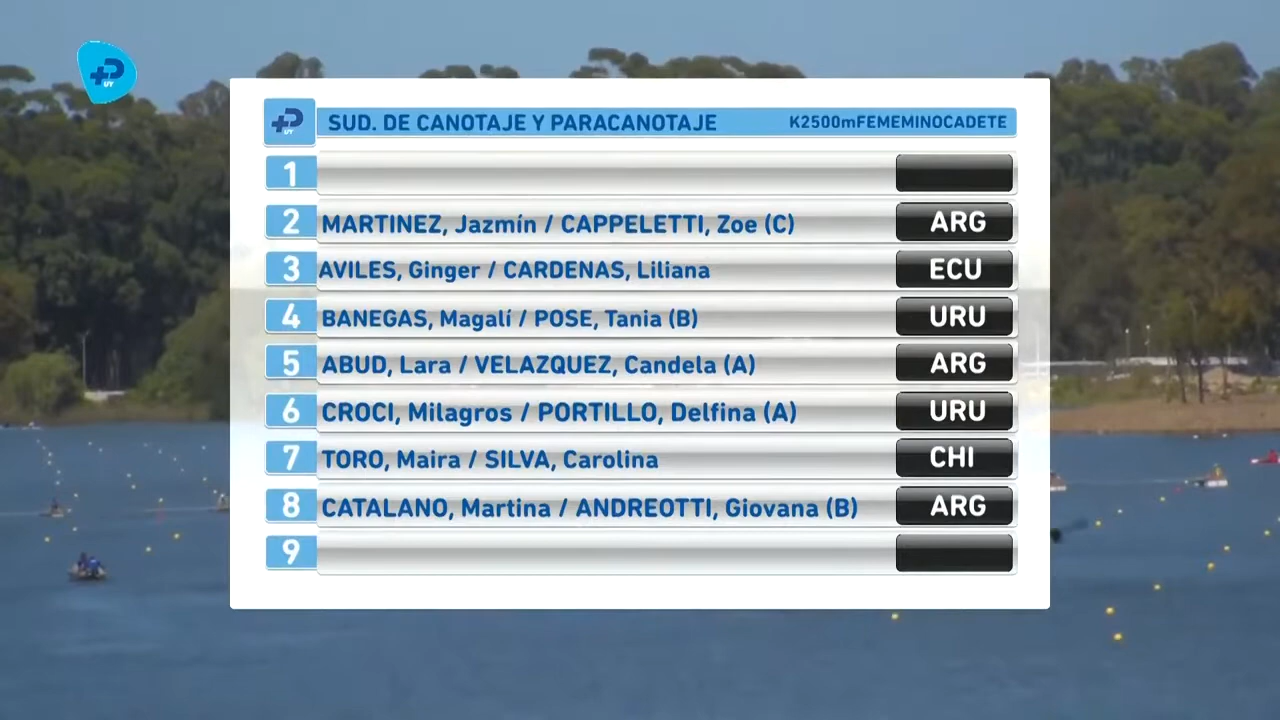 +P
UY
+P
UY
SUD. DE CANOTAJE Y PARACANOTAJE K2500mFEMEMINOCADETE
1
2 MARTINEZ, Jazmín / CAPPELETTI, Zoe (C) ARG
3 AVILES, Ginger / CARDENAS, Liliana ECU
4 BANEGAS, Magalí / POSE, Tania (B) URU
5 ABUD, Lara / VELAZQUEZ, Candela (A) ARG
6 CROCI, Milagros / PORTILLO, Delfina (A) URU
7 TORO, Maira / SILVA, Carolina CHI
8 CATALANO, Martina / ANDREOTTI, Giovana (B) ARG
9